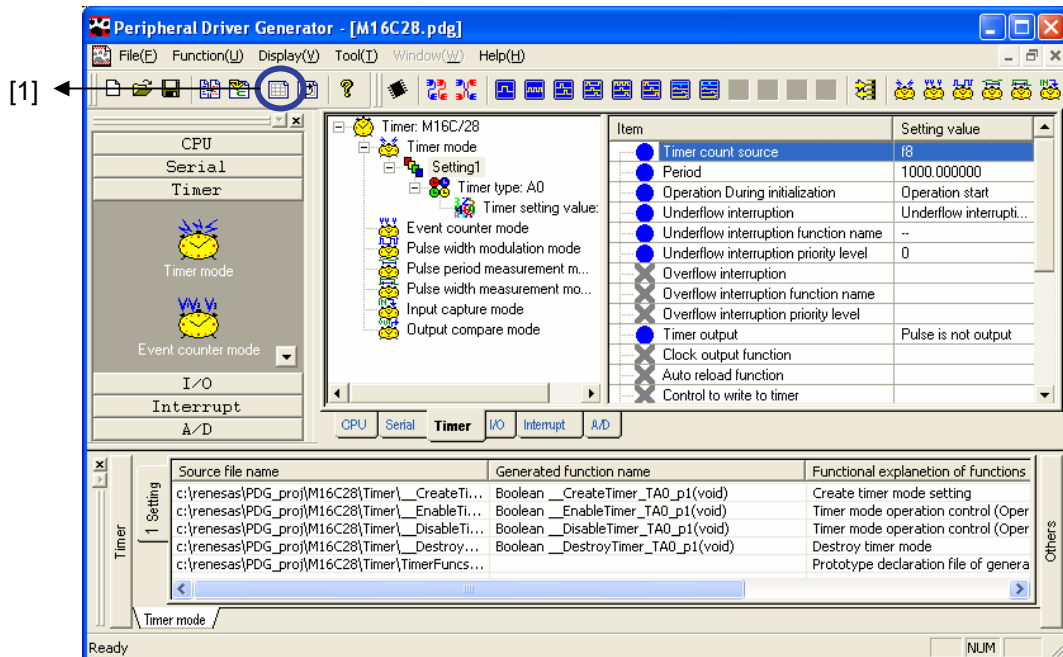 Peripheral Driver Generator - [M16C28.pdg]
File(F) Function(U) Display(V) Tool(T) Window(W) Help(H)
[1]
CPU
Serial
Timer
Timer mode
Event counter mode
I/O
Interrupt
A/D
Timer: M16C/28
Timer mode
Setting1
Timer type: A0
Timer setting value:
Event counter mode
Pulse width modulation mode
Pulse period measurement m...
Pulse width measurement mo...
Input capture mode
Output compare mode
Item Setting value
Timer count source f8
Period 1000.000000
Operation During initialization Operation start
Underflow interruption Underflow interrupti...
Underflow interruption function name --
Underflow interruption priority level 0
Overflow interruption
Overflow interruption function name
Overflow interruption priority level
Timer output Pulse is not output
Clock output function
Auto reload function
Control to write to timer
CPU Serial Timer I/O Interrupt A/D
Timer
1 Setting
Source file name Generated function name Functional explanetion of functions
c:\renesas\PDG_proj\M16C28\Timer\__CreateTi... Boolean __CreateTimer_TA0_p1(void) Create timer mode setting
c:\renesas\PDG_proj\M16C28\Timer\__EnableTi... Boolean __EnableTimer_TA0_p1(void) Timer mode operation control (Oper
c:\renesas\PDG_proj\M16C28\Timer\__DisableTi... Boolean __DisableTimer_TA0_p1(void) Timer mode operation control (Oper
c:\renesas\PDG_proj\M16C28\Timer\__Destroy... Boolean __DestroyTimer_TA0_p1(void) Destroy timer mode
c:\renesas\PDG_proj\M16C28\Timer\TimerFuncs... Prototype declaration file of genera
Others
Timer mode
Ready NUM